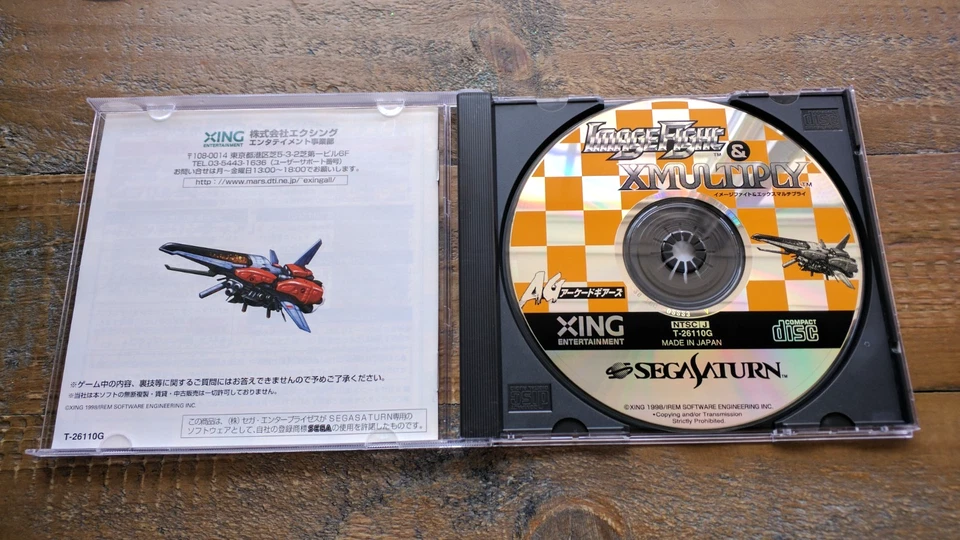 XING
ENTERTAINMENT
株式会社エクシング
エンタテイメント事業部
〒108-0014 東京都港区芝5-3-2芝第一ビル6F
TEL.03-5443-1636（ユーザーサポート番号）
お問い合せは月〜金曜日13:00〜18:00でお願いします。
http://www.mars.dti.ne.jp/~exingall/
※ゲーム中の内容、裏技等に関するご質問にはお答えできませんので予めご了承ください。
※当社は本ソフトの無断複製・賃貸・中古販売は一切許可しておりません。
©XING 1998/IREM SOFTWARE ENGINEERING INC.
この商品は、（株）セガ・エンタープライゼスがSEGASATURN専用の
ソフトウェアとして、自社の登録商標SEGAの使用を許諾したものです。
T-26110G
IMAGEFIGHT™
&
XMULTIPLY™
イメージファイト&エックスマルチプライ
AG アーケードギアーズ
XING
ENTERTAINMENT
NTSC J
T-26110G
MADE IN JAPAN
COMPACT
disc
SEGASATURN™
©XING 1998/IREM SOFTWARE ENGINEERING INC.
•Copying and/or Transmission
Strictly Prohibited.